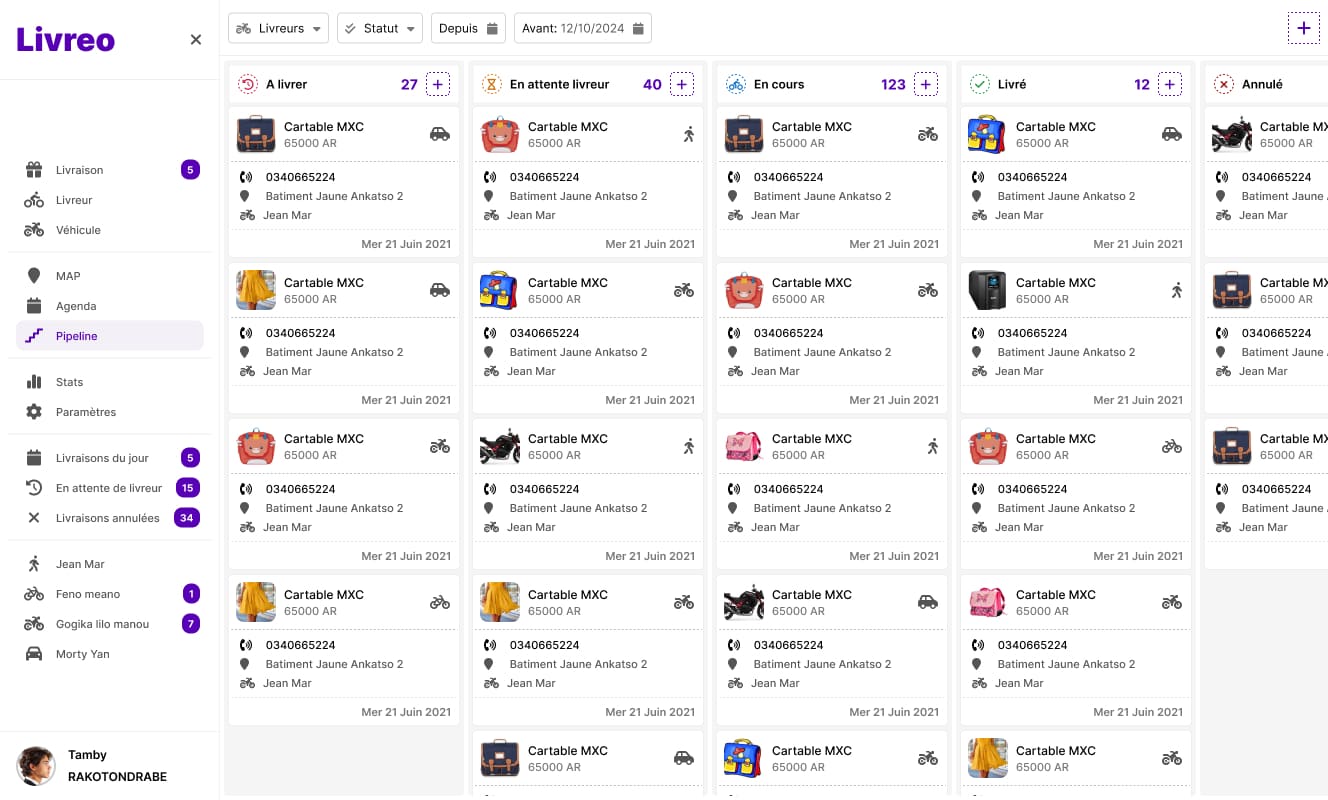 Livreo
Livraison 5
Livreur
Véhicule
MAP
Agenda
Pipeline
Stats
Paramètres
Livraisons du jour 5
En attente de livreur 15
Livraisons annulées 34
Jean Mar
Feno meano 1
Gogika lilo manou 7
Morty Yan
Tamby
RAKOTONDRABE
Livreurs Statut Depuis Avant: 12/10/2024
A livrer 27
Cartable MXC
65000 AR
0340665224
Batiment Jaune Ankatso 2
Jean Mar
Mer 21 Juin 2021
Cartable MXC
65000 AR
0340665224
Batiment Jaune Ankatso 2
Jean Mar
Mer 21 Juin 2021
Cartable MXC
65000 AR
0340665224
Batiment Jaune Ankatso 2
Jean Mar
Mer 21 Juin 2021
Cartable MXC
65000 AR
0340665224
Batiment Jaune Ankatso 2
Jean Mar
Mer 21 Juin 2021
En attente livreur 40
Cartable MXC
65000 AR
0340665224
Batiment Jaune Ankatso 2
Jean Mar
Mer 21 Juin 2021
Cartable MXC
65000 AR
0340665224
Batiment Jaune Ankatso 2
Jean Mar
Mer 21 Juin 2021
Cartable MXC
65000 AR
0340665224
Batiment Jaune Ankatso 2
Jean Mar
Mer 21 Juin 2021
Cartable MXC
65000 AR
0340665224
Batiment Jaune Ankatso 2
Jean Mar
Mer 21 Juin 2021
Cartable MXC
65000 AR
En cours 123
Cartable MXC
65000 AR
0340665224
Batiment Jaune Ankatso 2
Jean Mar
Mer 21 Juin 2021
Cartable MXC
65000 AR
0340665224
Batiment Jaune Ankatso 2
Jean Mar
Mer 21 Juin 2021
Cartable MXC
65000 AR
0340665224
Batiment Jaune Ankatso 2
Jean Mar
Mer 21 Juin 2021
Cartable MXC
65000 AR
0340665224
Batiment Jaune Ankatso 2
Jean Mar
Mer 21 Juin 2021
Cartable MXC
65000 AR
Livré 12
Cartable MXC
65000 AR
0340665224
Batiment Jaune Ankatso 2
Jean Mar
Mer 21 Juin 2021
Cartable MXC
65000 AR
0340665224
Batiment Jaune Ankatso 2
Jean Mar
Mer 21 Juin 2021
Cartable MXC
65000 AR
0340665224
Batiment Jaune Ankatso 2
Jean Mar
Mer 21 Juin 2021
Cartable MXC
65000 AR
0340665224
Batiment Jaune Ankatso 2
Jean Mar
Mer 21 Juin 2021
Cartable MXC
65000 AR
Annulé
Cartable MX
65000 AR
0340665224
Batiment Jaune
Jean Mar
Cartable MX
65000 AR
0340665224
Batiment Jaune
Jean Mar
Cartable MX
65000 AR
0340665224
Batiment Jaune
Jean Mar